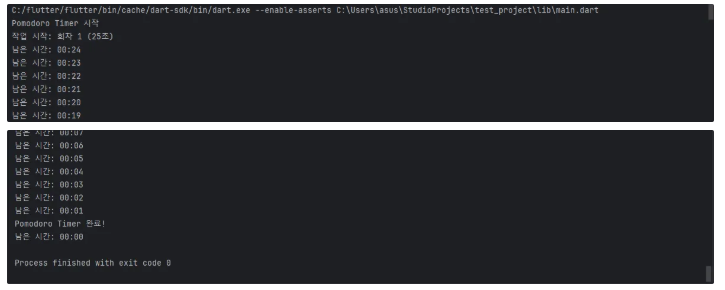 C:/flutter/flutter/bin/cache/dart-sdk/bin/dart.exe --enable-asserts C:\Users\asus\StudioProjects\test_project\lib\main.dart
Pomodoro Timer 시작
작업 시작: 회차 1 (25초)
남은 시간: 00:24
남은 시간: 00:23
남은 시간: 00:22
남은 시간: 00:21
남은 시간: 00:20
남은 시간: 00:19
남은 시간: 00:07
남은 시간: 00:06
남은 시간: 00:05
남은 시간: 00:04
남은 시간: 00:03
남은 시간: 00:02
남은 시간: 00:01
Pomodoro Timer 완료!
남은 시간: 00:00
Process finished with exit code 0